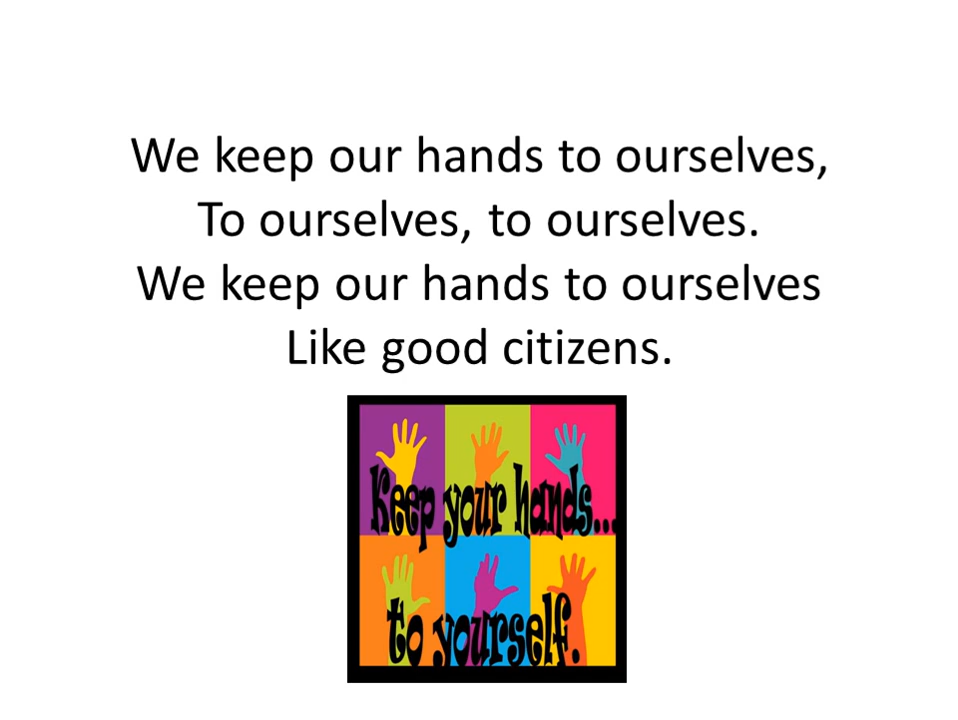 We keep our hands to ourselves,
To ourselves, to ourselves.
We keep our hands to ourselves
Like good citizens.
Keep your hands...
to yourself.